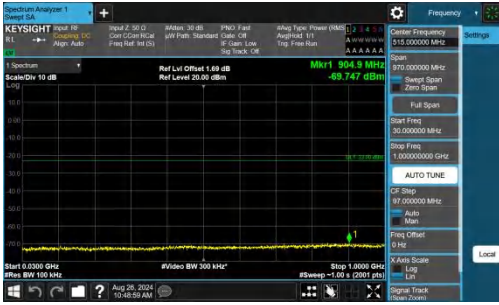 Spectrum Analyzer 1
Swept SA
Frequency
KEYSIGHT
Input: RF
Input Z: 50 Ω
#Atten: 30 dB
PNO: Fast
#Avg Type: Power (RMS)
1 2 3 4 5 6
RL
Coupling: DC
Corr CCorr RCal
µW Path: Standard
Gate: Off
Avg|Hold: 1/1
Align: Auto
Freq Ref: Int (S)
IF Gain: Low
Trig: Free Run
Sig Track: Off
A A A A A A
1 Spectrum
Scale/Div 10 dB
Ref Lvl Offset 1.69 dB
Ref Level 20.00 dBm
Mkr1 904.9 MHz
-69.747 dBm
Log
10.0
0.00
-10.0
-20.0
-30.0
-40.0
-50.0
-60.0
-70.0
1
Start 0.0300 GHz
#Video BW 300 kHz*
Stop 1.0000 GHz
#Res BW 100 kHz
#Sweep ~1.00 s (2001 pts)
Center Frequency
515.000000 MHz
Settings
Span
970.000000 MHz
Swept Span
Zero Span
Full Span
Start Freq
30.000000 MHz
Stop Freq
1.000000000 GHz
AUTO TUNE
CF Step
97.000000 MHz
Auto
Man
Freq Offset
0 Hz
X Axis Scale
Log
Lin
Local
Signal Track
(Span Zoom)
?
Aug 26, 2024
10:48:59 AM